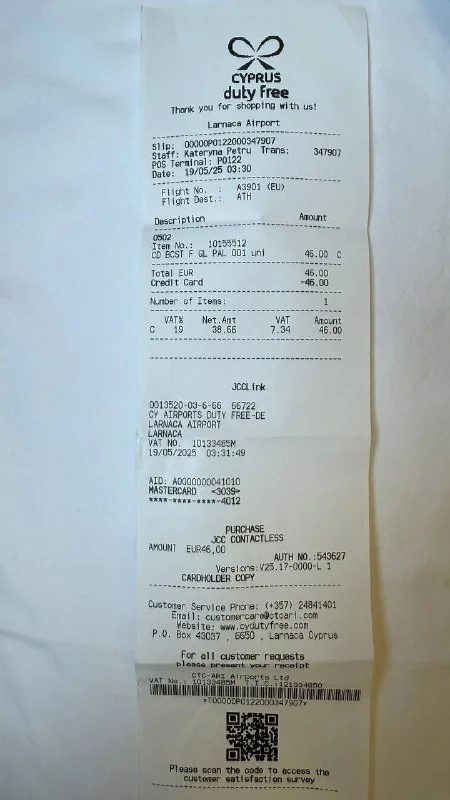 CYPRUS
duty free
Thank you for shopping with us!
Larnaca Airport
Slip: 00000P0122000347907
Staff: Kateryna Petru Trans: 347907
POS Terminal: P0122
Date: 19/05/25 03:30
Flight No. : A3901 (EU)
Flight Dest.: ATH
Description Amount
0502
Item No.: 10155512
CD BCST F GL PAL 001 uni 46.00 C
Total EUR 46.00
Credit Card -46.00
Number of Items: 1
VAT% Net.Amt VAT Amount
C 19 38.66 7.34 46.00
JCCLink
0013520-03-6-66 66722
CY AIRPORTS DUTY FREE-DE
LARNACA AIRPORT
LARNACA
VAT NO. 10133485M
19/05/2025 03:31:49
AID: A0000000041010
MASTERCARD <3039>
****-****-****-4012
PURCHASE
JCC CONTACTLESS
AMOUNT EUR46,00
AUTH NO.:543627
Versions:V25.17-0000-L 1
CARDHOLDER COPY
Customer Service Phone: (+357) 24841401
Email: customercare@ctcari.com
Website: www.cydutyfree.com
P.O. Box 43037 , 6650 , Larnaca Cyprus
For all customer requests
please present your receipt
CTC-ARI Airports Ltd
VAT No.: 10133485M T.I.C.:121334850
*T00000P0122000347907*
Please scan the code to access the
customer satisfaction survey